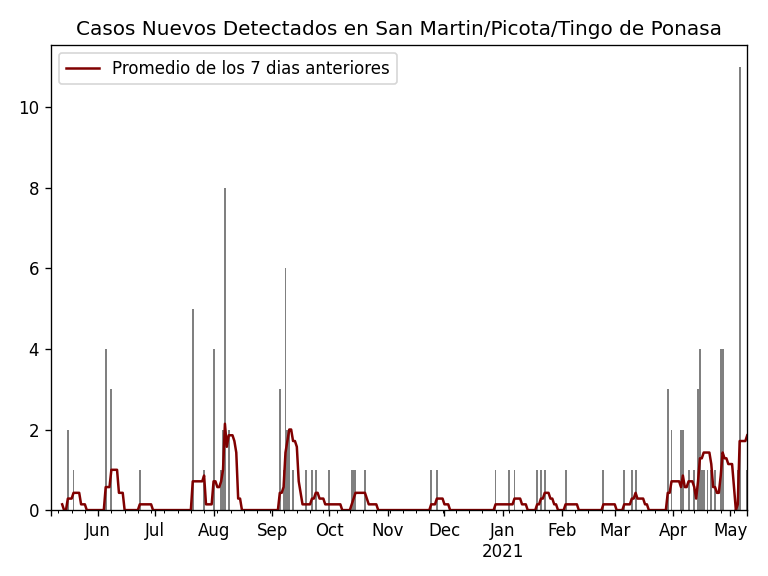 Casos Nuevos Detectados en San Martin/Picota/Tingo de Ponasa
Promedio de los 7 dias anteriores
10
8
6
4
2
0
Jun Jul Aug Sep Oct Nov Dec Jan Feb Mar Apr May
2021